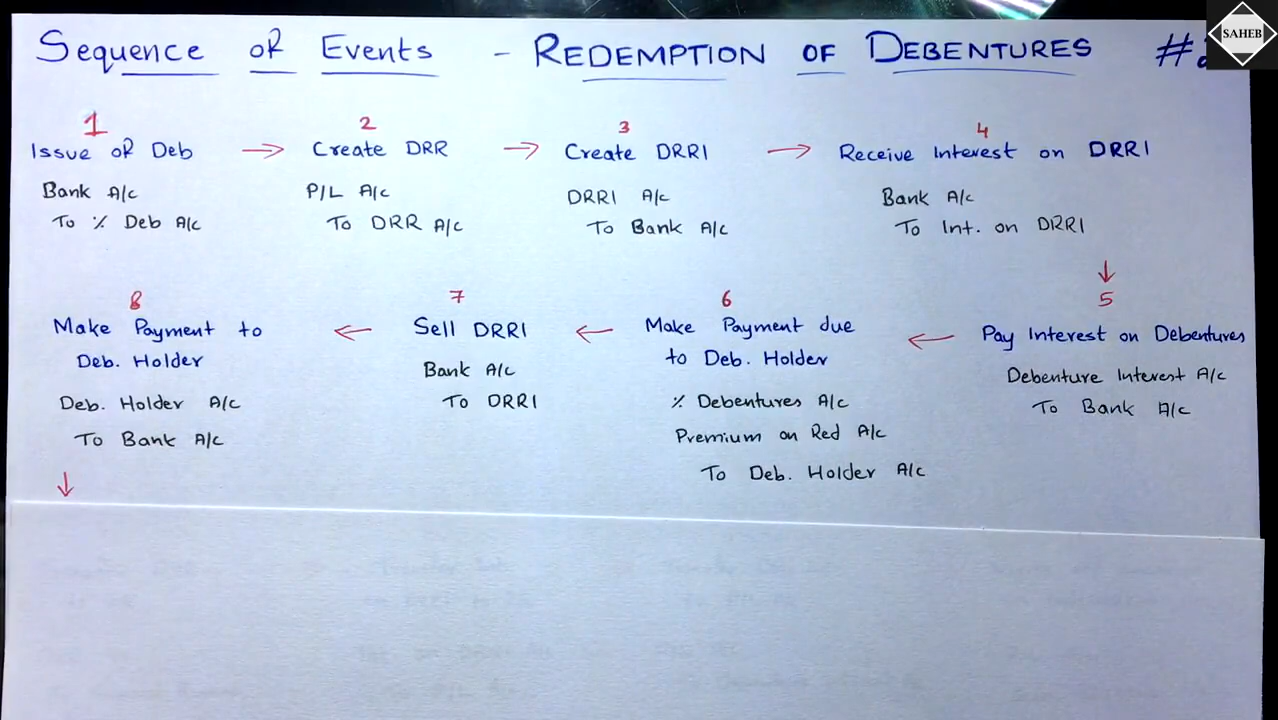 Sequence of Events - REDEMPTION OF DEBENTURES #
SAHEB
1
Issue of Deb
Bank A/c
To % Deb A/c
2
Create DRR
P/L A/c
To DRR A/c
3
Create DRRI
DRRI A/c
To Bank A/c
4
Receive Interest on DRRI
Bank A/c
To Int. on DRRI
5
Pay Interest on Debentures
Debenture Interest A/c
To Bank A/c
6
Make Payment due
to Deb. Holder
% Debentures A/c
Premium on Red A/c
To Deb. Holder A/c
7
Sell DRRI
Bank A/c
To DRRI
8
Make Payment to
Deb. Holder
Deb. Holder A/c
To Bank A/c